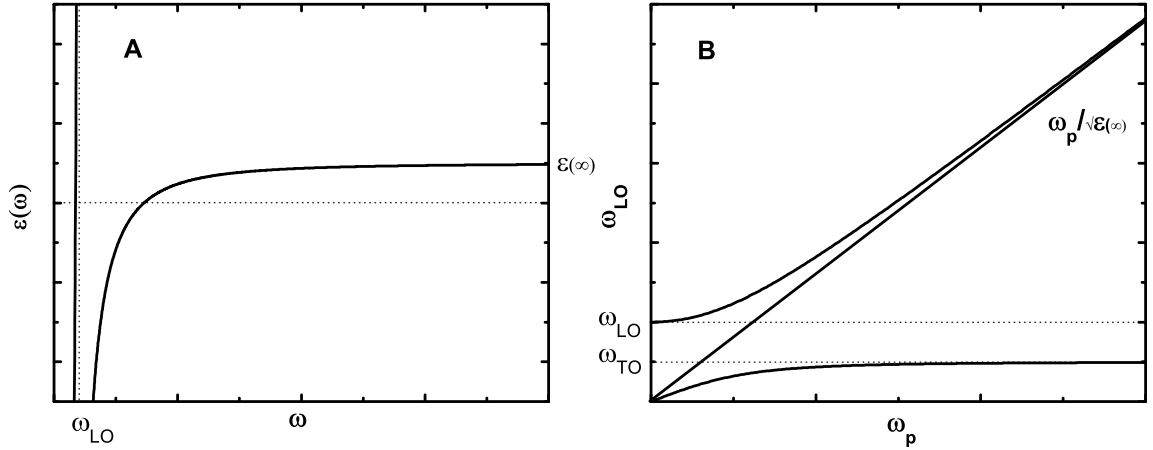 A
ε(∞)
ε(ω)
ω_LO
ω
B
ω_p/√ε(∞)
ω_LO
ω_LO
ω_TO
ω_p